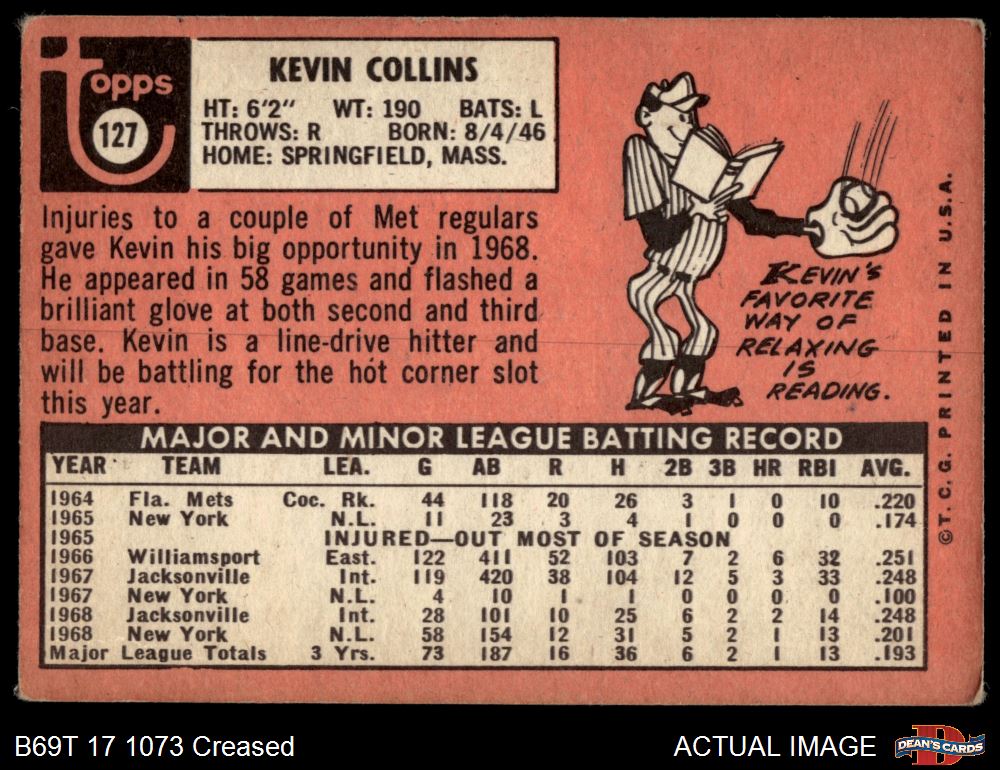 Topps
127
KEVIN COLLINS
HT: 6'2" WT: 190 BATS: L
THROWS: R BORN: 8/4/46
HOME: SPRINGFIELD, MASS.
Injuries to a couple of Met regulars
gave Kevin his big opportunity in 1968.
He appeared in 58 games and flashed a
brilliant glove at both second and third
base. Kevin is a line-drive hitter and
will be battling for the hot corner slot
this year.
KEVIN'S
FAVORITE
WAY OF
RELAXING
IS
READING.
©T. C. G. PRINTED IN U.S.A.
MAJOR AND MINOR LEAGUE BATTING RECORD
YEAR TEAM LEA. G AB R H 2B 3B HR RBI AVG.
1964 Fla. Mets Coc. Rk. 44 118 20 26 3 1 0 10 .220
1965 New York N.L. 11 23 3 4 1 0 0 0 .174
1965 INJURED—OUT MOST OF SEASON
1966 Williamsport East. 122 411 52 103 7 2 6 32 .251
1967 Jacksonville Int. 119 420 38 104 12 5 3 33 .248
1967 New York N.L. 4 10 1 1 0 0 0 0 .100
1968 Jacksonville Int. 28 101 10 25 6 2 2 14 .248
1968 New York N.L. 58 154 12 31 5 2 1 13 .201
Major League Totals 3 Yrs. 73 187 16 36 6 2 1 13 .193
B69T 17 1073 Creased
ACTUAL IMAGE
DEAN'S CARDS